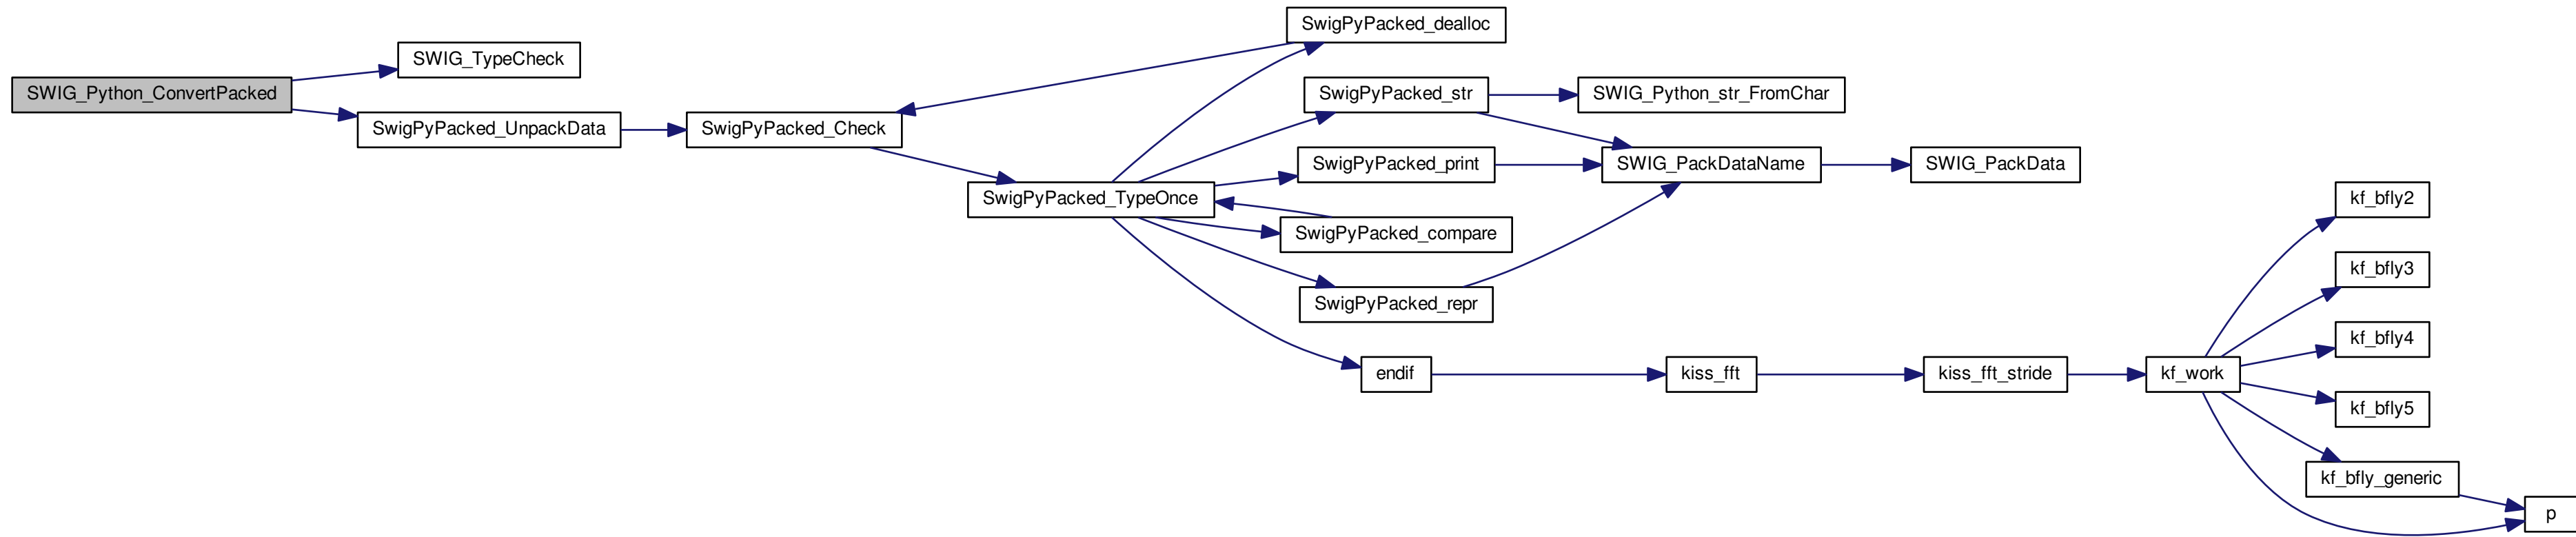 SWIG_Python_ConvertPacked
SWIG_TypeCheck
SwigPyPacked_UnpackData
SwigPyPacked_Check
SwigPyPacked_TypeOnce
SwigPyPacked_dealloc
SwigPyPacked_str
SwigPyPacked_print
SwigPyPacked_compare
SwigPyPacked_repr
endif
SWIG_Python_str_FromChar
SWIG_PackDataName
SWIG_PackData
kiss_fft
kiss_fft_stride
kf_work
kf_bfly2
kf_bfly3
kf_bfly4
kf_bfly5
kf_bfly_generic
p